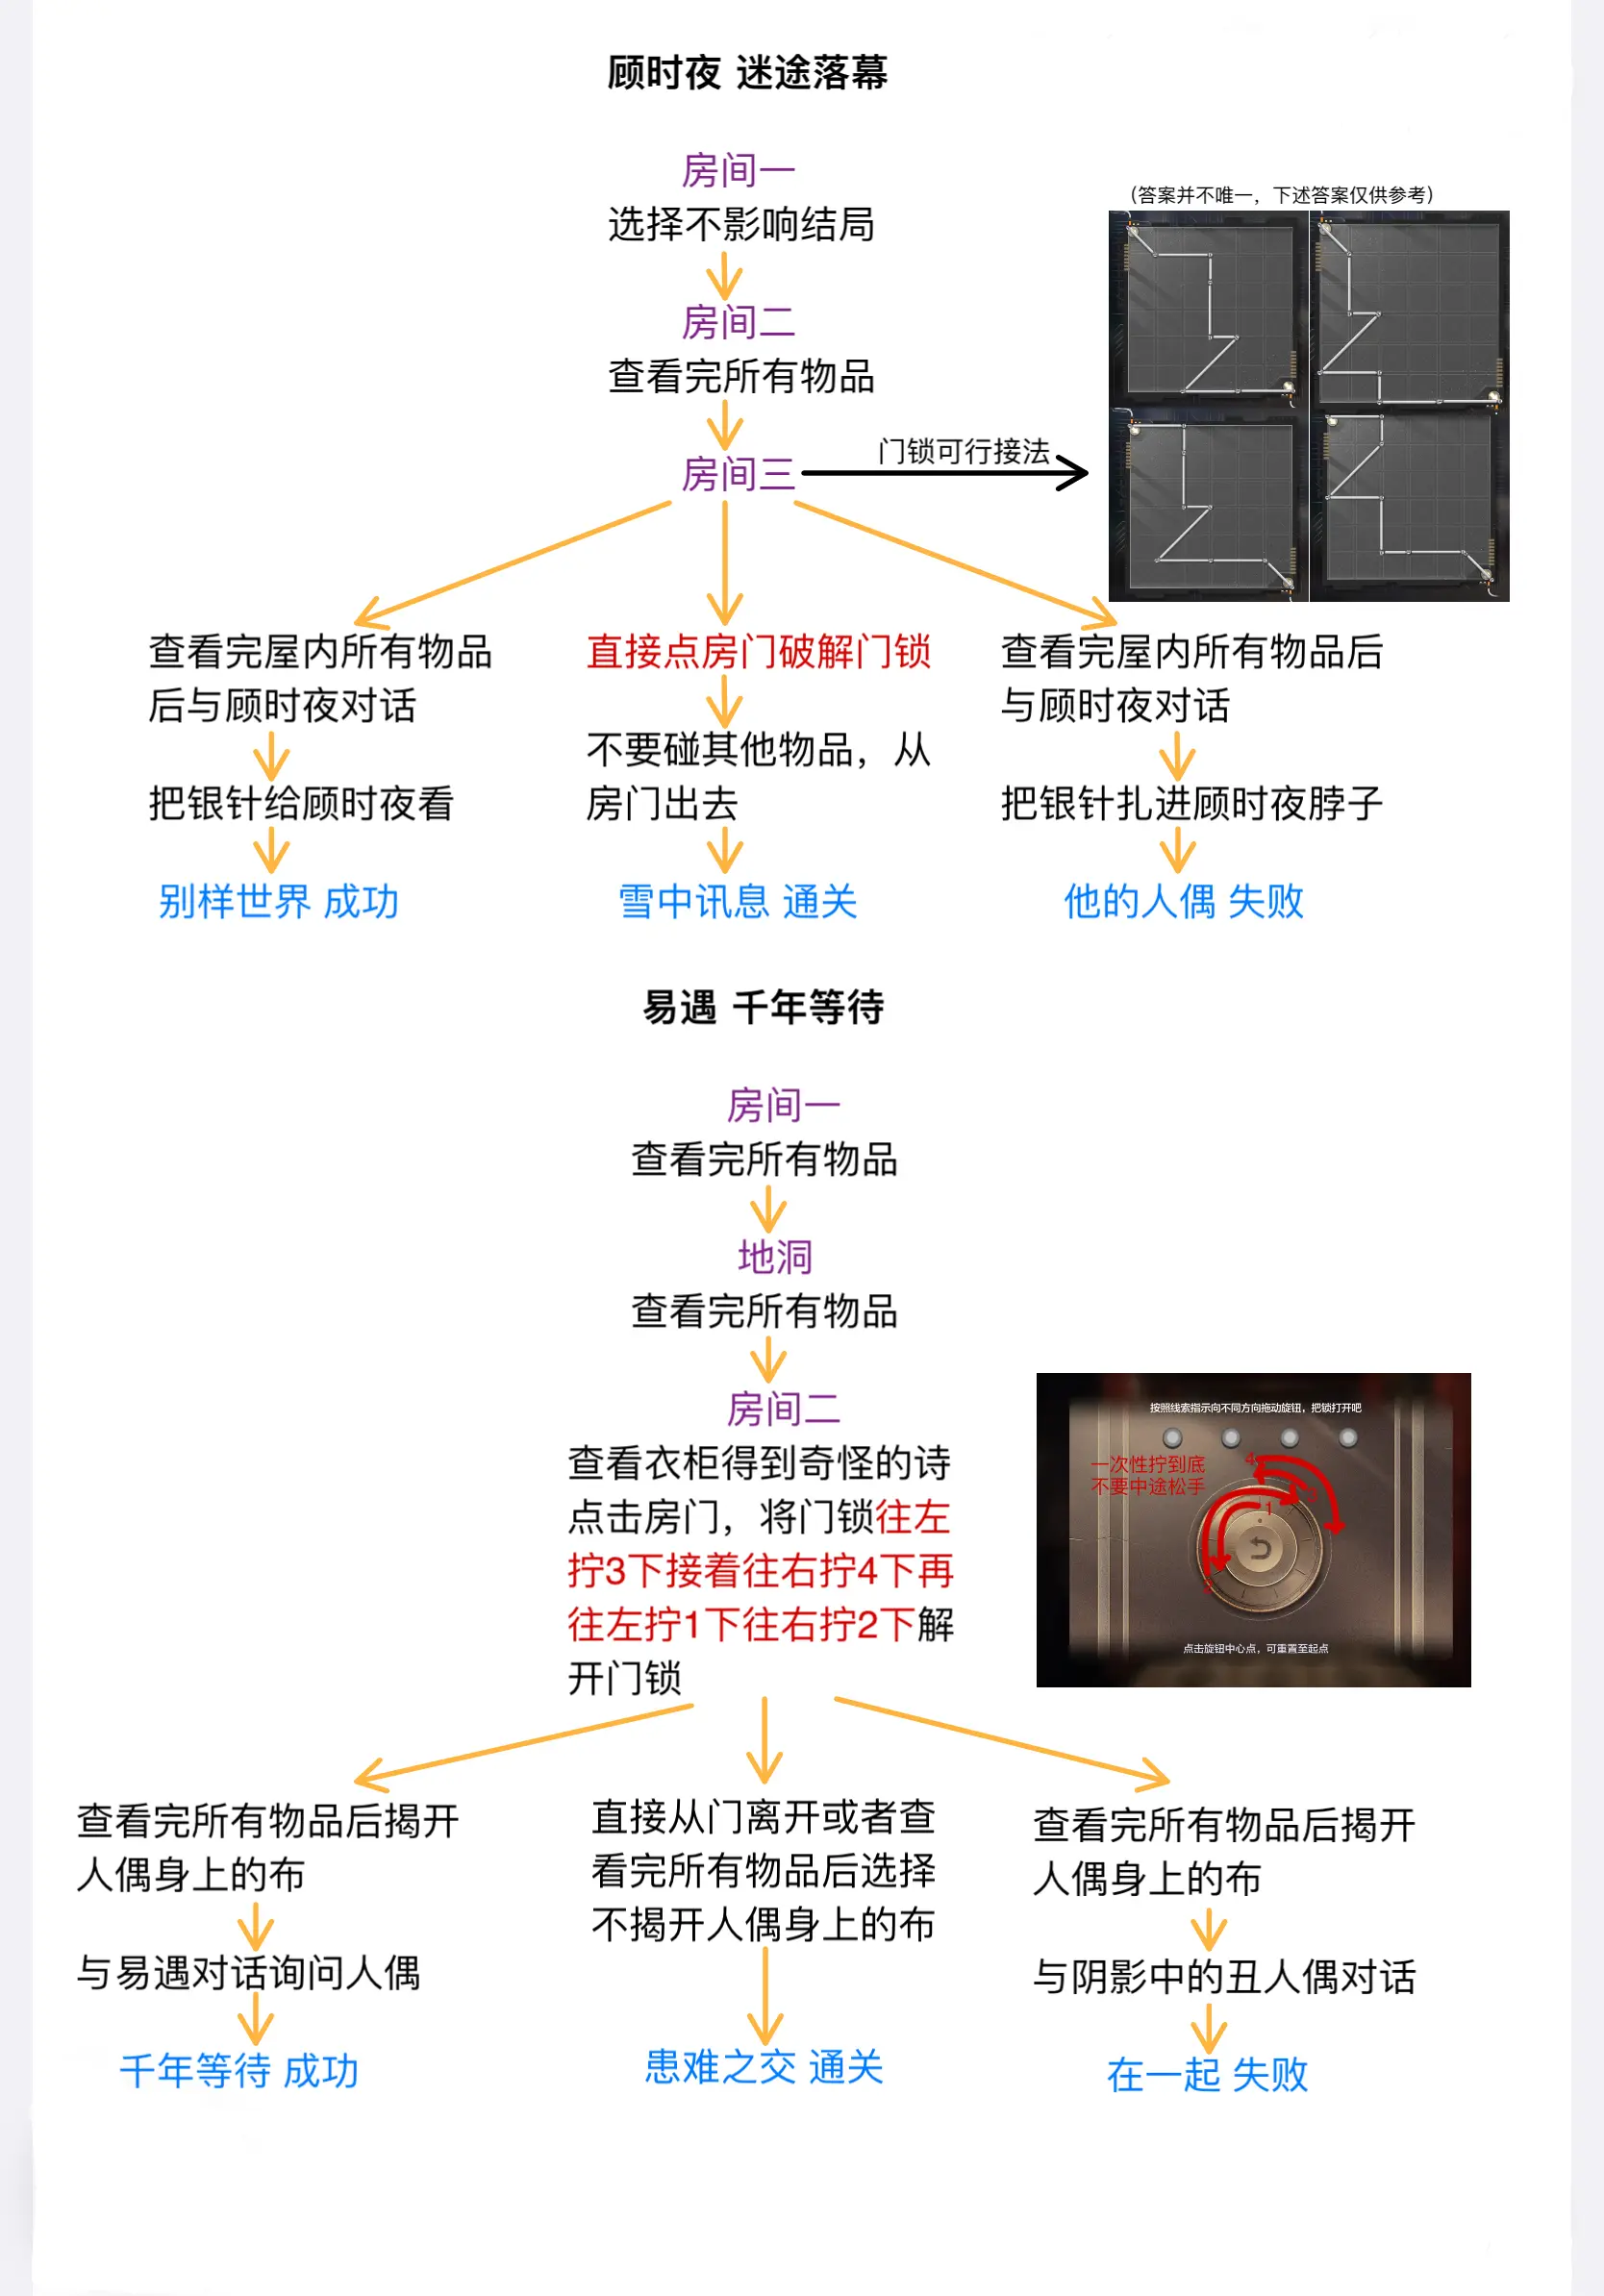 顾时夜 迷途落幕
房间一
选择不影响结局
房间二
查看完所有物品
房间三
门锁可行接法
（答案并不唯一，下述答案仅供参考）
查看完屋内所有物品
后与顾时夜对话
把银针给顾时夜看
别样世界 成功
直接点房门破解门锁
不要碰其他物品，从
房门出去
雪中讯息 通关
查看完屋内所有物品后
与顾时夜对话
把银针扎进顾时夜脖子
他的人偶 失败
易遇 千年等待
房间一
查看完所有物品
地洞
查看完所有物品
房间二
查看衣柜得到奇怪的诗
点击房门，将门锁往左
拧3下接着往右拧4下再
往左拧1下往右拧2下解
开门锁
按照线索指示向不同方向拖动旋钮，把锁打开吧
一次性拧到底
不要中途松手
4
3
1
2
点击旋钮中心点，可重置至起点
查看完所有物品后揭开
人偶身上的布
与易遇对话询问人偶
千年等待 成功
直接从门离开或者查
看完所有物品后选择
不揭开人偶身上的布
患难之交 通关
查看完所有物品后揭开
人偶身上的布
与阴影中的丑人偶对话
在一起 失败